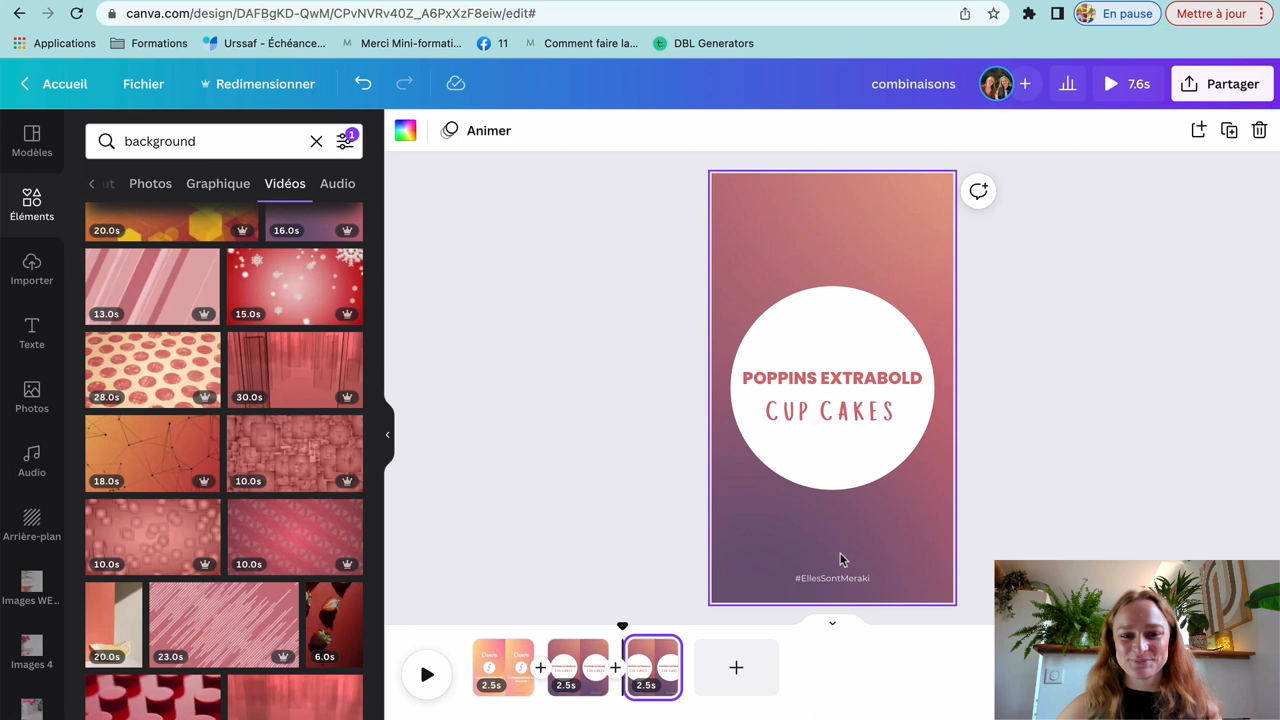 canva.com/design/DAFBgKD-QwM/CPvNVRv40Z_A6PxXzF8eiw/edit#
En pause
Mettre à jour
Applications
Formations
Urssaf - Échéance...
Merci Mini-formati...
11
Comment faire la...
DBL Generators
Accueil
Fichier
Redimensionner
combinaisons
7.6s
Partager
Modèles
Éléments
Importer
Texte
Photos
Audio
Arrière-plan
Images WE...
Images 4
background
1
ut
Photos
Graphique
Vidéos
Audio
20.0s
16.0s
13.0s
15.0s
28.0s
30.0s
18.0s
10.0s
10.0s
10.0s
20.0s
23.0s
6.0s
Animer
POPPINS EXTRABOLD
CUP CAKES
#EllesSontMeraki
2.5s
2.5s
2.5s